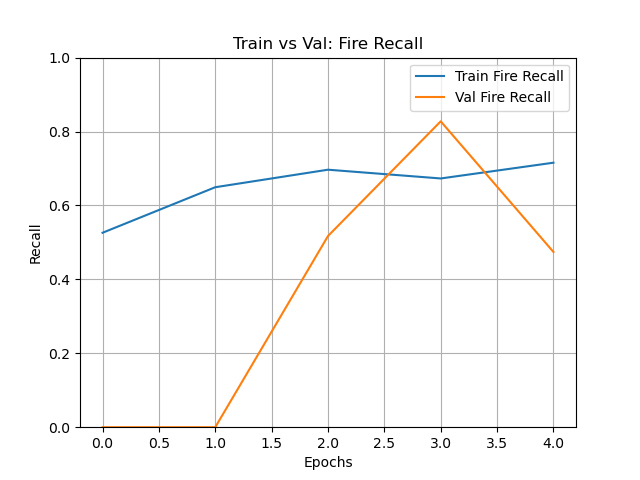 Train vs Val: Fire Recall
Train Fire Recall
Val Fire Recall
1.0
0.8
0.6
0.4
0.2
0.0
Recall
0.0 0.5 1.0 1.5 2.0 2.5 3.0 3.5 4.0
Epochs